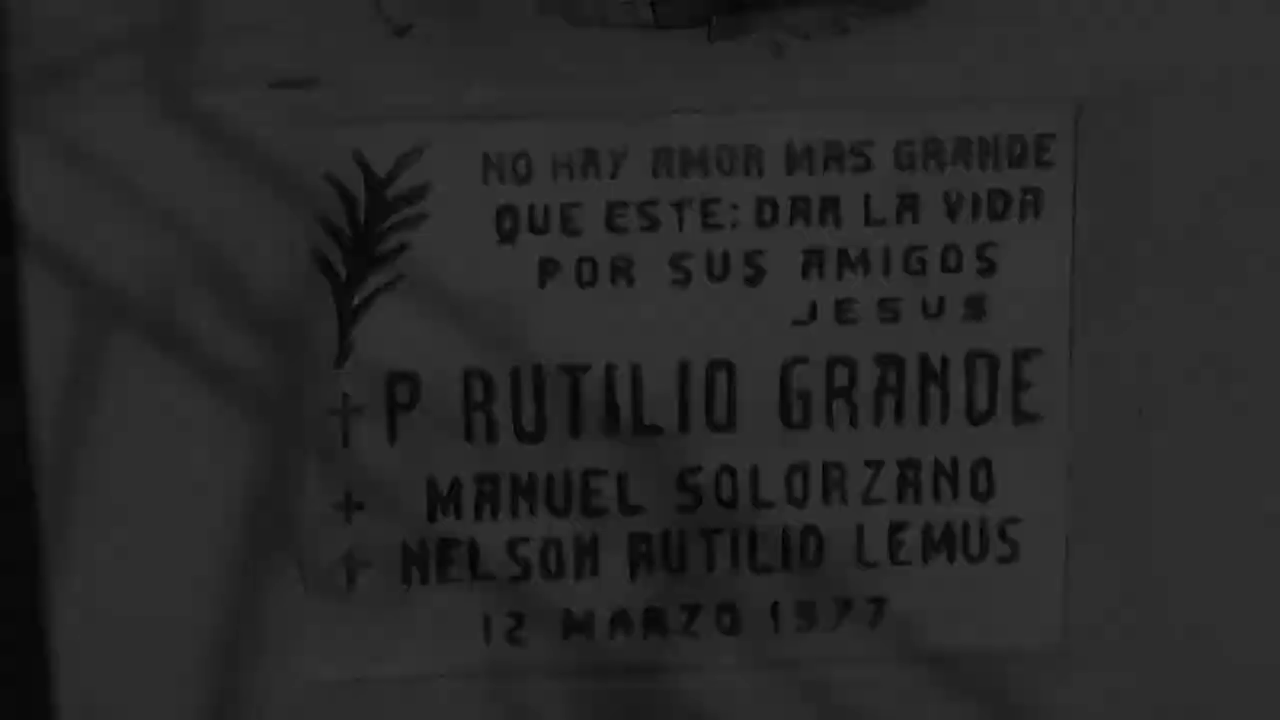 NO HAY AMOR MAS GRANDE
QUE ESTE: DAR LA VIDA
POR SUS AMIGOS
JESUS
+ P RUTILIO GRANDE
+ MANUEL SOLORZANO
+ NELSON RUTILIO LEMUS
12 MARZO 1977